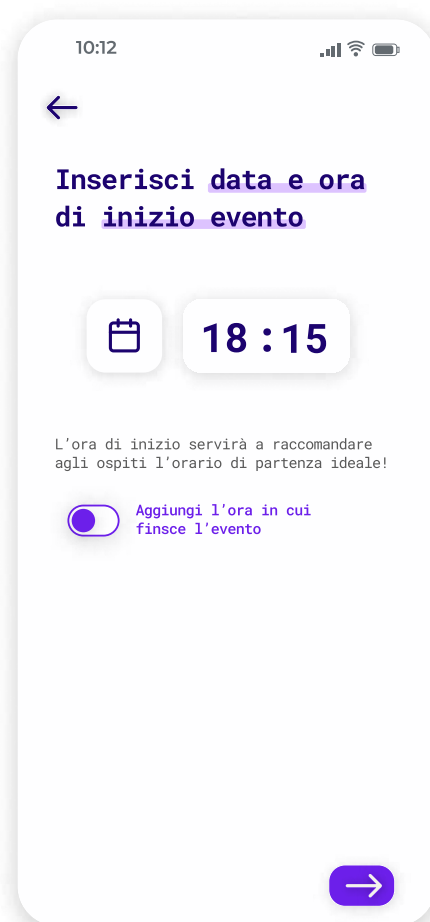 10:12
Inserisci data e ora
di inizio evento
18:15
L’ora di inizio servirà a raccomandare
agli ospiti l’orario di partenza ideale!
Aggiungi l’ora in cui
finsce l’evento